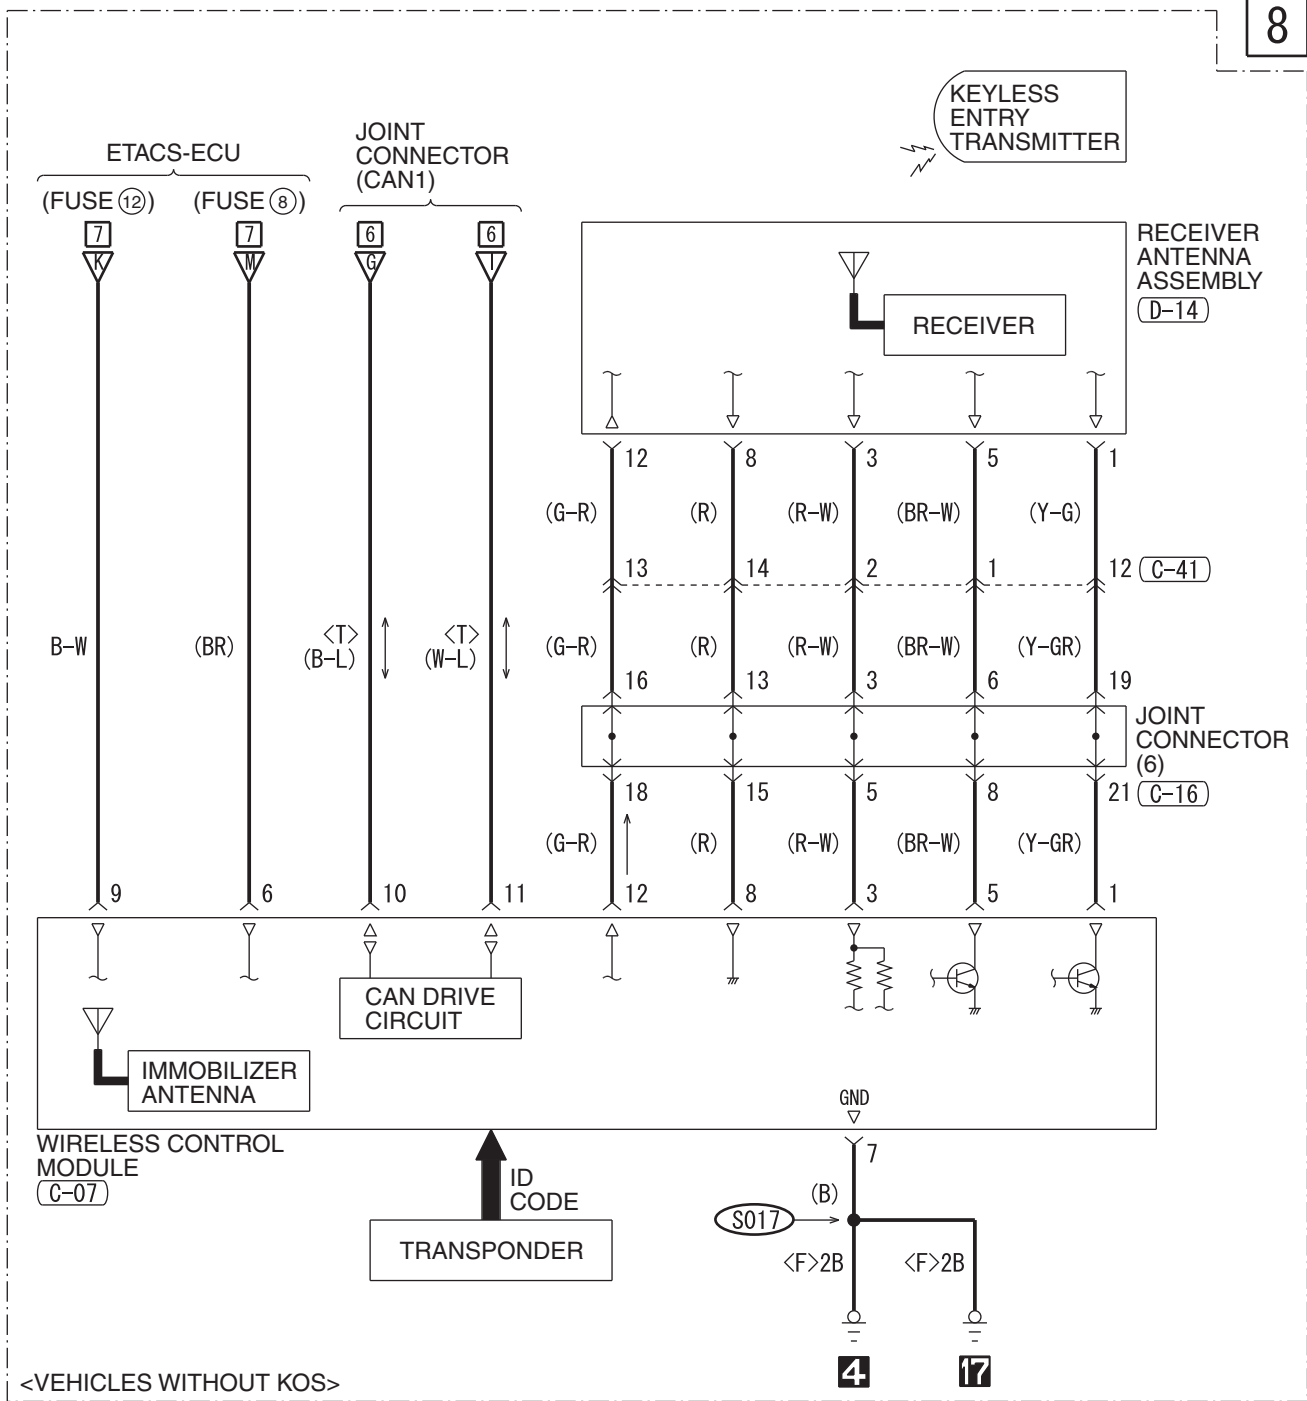 8
KEYLESS
ENTRY
TRANSMITTER
ETACS-ECU
JOINT
CONNECTOR
(CAN1)
(FUSE 12) (FUSE 8)
7 7 6 6
K M G I
RECEIVER
ANTENNA
ASSEMBLY
D-14
RECEIVER
12 8 3 5 1
(G-R) (R) (R-W) (BR-W) (Y-G)
13 14 2 1 12 C-41
B-W (BR) <T> <T> (G-R) (R) (R-W) (BR-W) (Y-GR)
(B-L) (W-L)
16 13 3 6 19
JOINT
CONNECTOR
(6)
18 15 5 8 21 C-16
(G-R) (R) (R-W) (BR-W) (Y-GR)
9 6 10 11 12 8 3 5 1
CAN DRIVE
CIRCUIT
IMMOBILIZER
ANTENNA
GND
WIRELESS CONTROL
MODULE
C-07
7
ID
CODE
(B)
S017
TRANSPONDER
<F>2B <F>2B
4 17
<VEHICLES WITHOUT KOS>